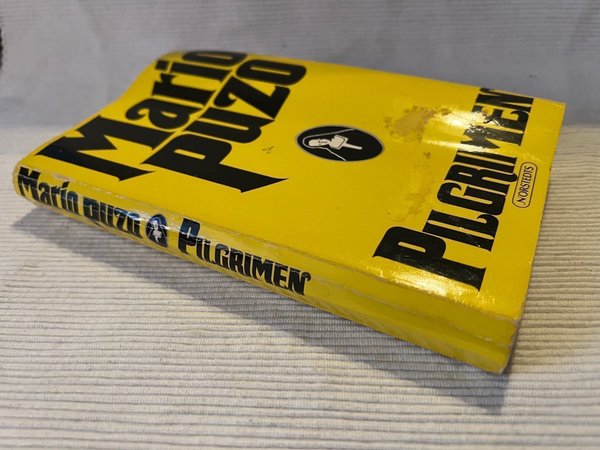 Mario
PUZO
PILGRIMEN
NORSTEDTS
Mario PUZO PILGRIMEN